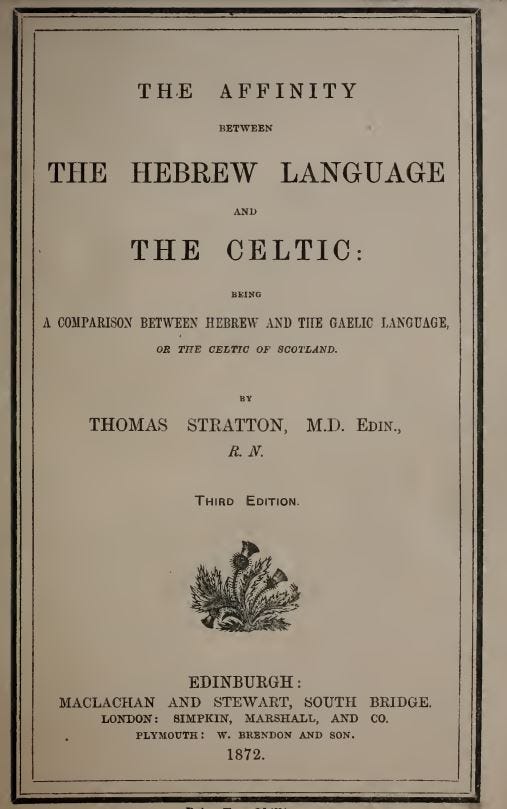 THE AFFINITY
BETWEEN
THE HEBREW LANGUAGE
AND
THE CELTIC:
BEING
A COMPARISON BETWEEN HEBREW AND THE GAELIC LANGUAGE,
OR THE CELTIC OF SCOTLAND.
BY
THOMAS STRATTON, M.D. EDIN.,
R. N.
THIRD EDITION.
EDINBURGH:
MACLACHAN AND STEWART, SOUTH BRIDGE.
LONDON: SIMPKIN, MARSHALL, AND CO.
PLYMOUTH: W. BRENDON AND SON.
1872.